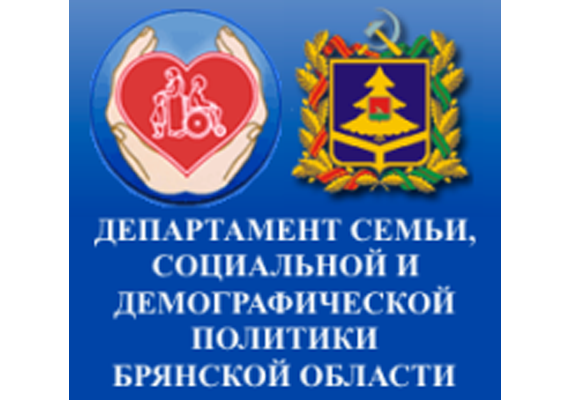 ДЕПАРТАМЕНТ СЕМЬИ,
СОЦИАЛЬНОЙ И
ДЕМОГРАФИЧЕСКОЙ
ПОЛИТИКИ
БРЯНСКОЙ ОБЛАСТИ